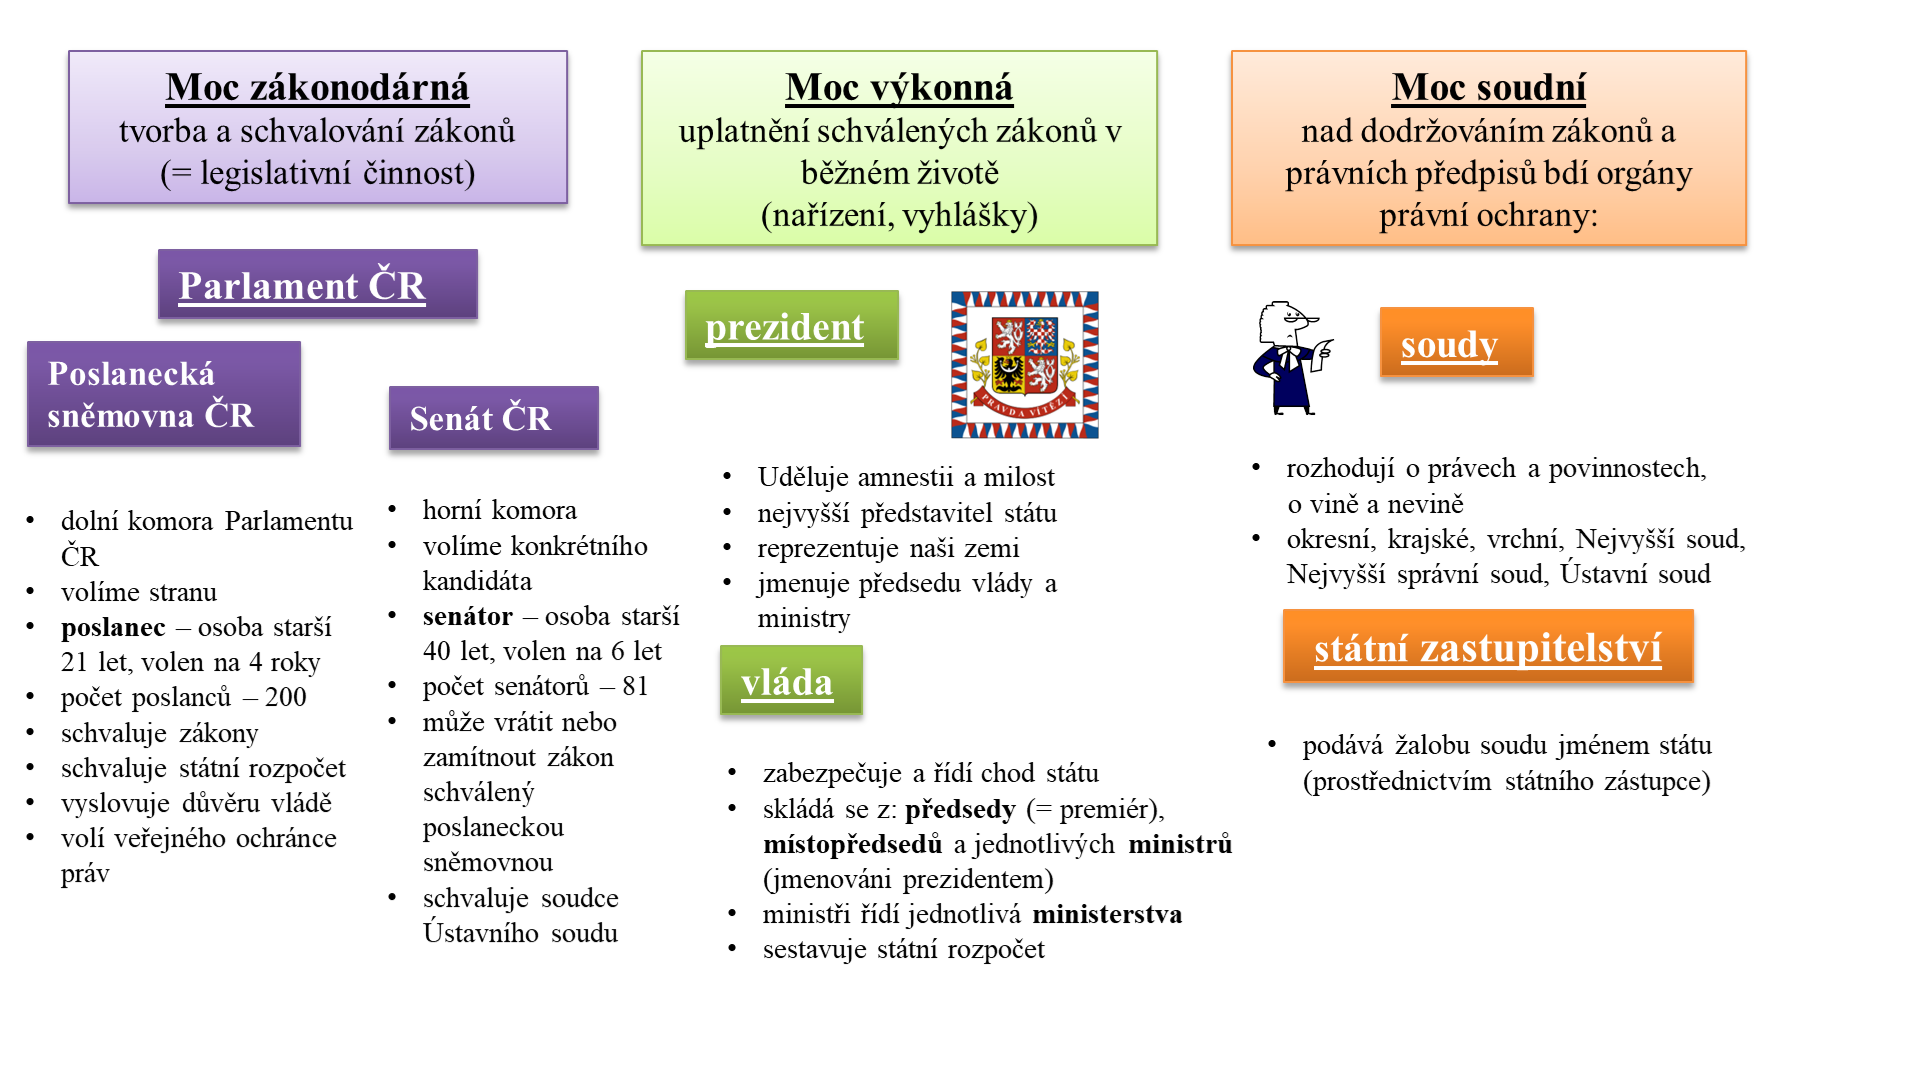 Moc zákonodárná
tvorba a schvalování zákonů
(= legislativní činnost)
Parlament ČR
Poslanecká
sněmovna ČR
• dolní komora Parlamentu
ČR
• volíme stranu
• poslanec – osoba starší
21 let, volen na 4 roky
• počet poslanců – 200
• schvaluje zákony
• schvaluje státní rozpočet
• vyslovuje důvěru vládě
• volí veřejného ochránce
práv
Senát ČR
• horní komora
• volíme konkrétního
kandidáta
• senátor – osoba starší
40 let, volen na 6 let
• počet senátorů – 81
• může vrátit nebo
zamítnout zákon
schválený
poslaneckou
sněmovnou
• schvaluje soudce
Ústavního soudu
Moc výkonná
uplatnění schválených zákonů v
běžném životě
(nařízení, vyhlášky)
prezident
PRAVDA VÍTĚZÍ
• Uděluje amnestii a milost
• nejvyšší představitel státu
• reprezentuje naši zemi
• jmenuje předsedu vlády a
ministry
vláda
• zabezpečuje a řídí chod státu
• skládá se z: předsedy (= premiér),
místopředsedů a jednotlivých ministrů
(jmenováni prezidentem)
• ministři řídí jednotlivá ministerstva
• sestavuje státní rozpočet
Moc soudní
nad dodržováním zákonů a
právních předpisů bdí orgány
právní ochrany:
soudy
• rozhodují o právech a povinnostech,
o vině a nevině
• okresní, krajské, vrchní, Nejvyšší soud,
Nejvyšší správní soud, Ústavní soud
státní zastupitelství
• podává žalobu soudu jménem státu
(prostřednictvím státního zástupce)